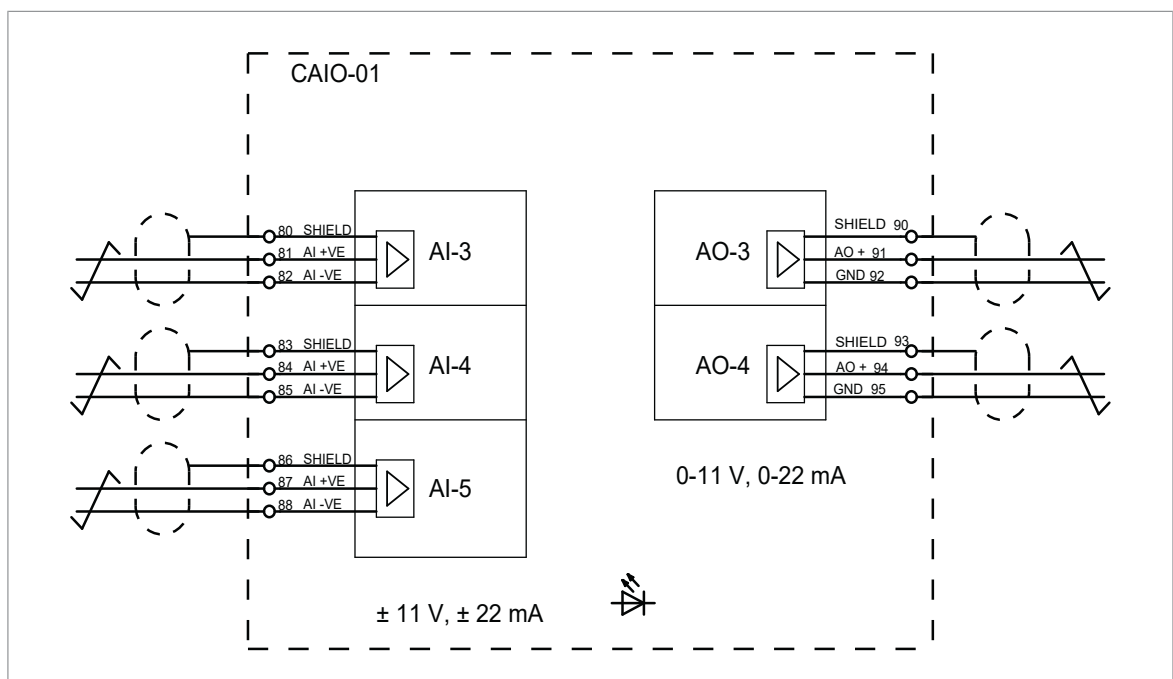 CAIO-01
80 SHIELD
81 AI +VE
82 AI -VE
AI-3
83 SHIELD
84 AI +VE
85 AI -VE
AI-4
86 SHIELD
87 AI +VE
88 AI -VE
AI-5
± 11 V, ± 22 mA
AO-3
SHIELD 90
AO + 91
GND 92
AO-4
SHIELD 93
AO + 94
GND 95
0-11 V, 0-22 mA